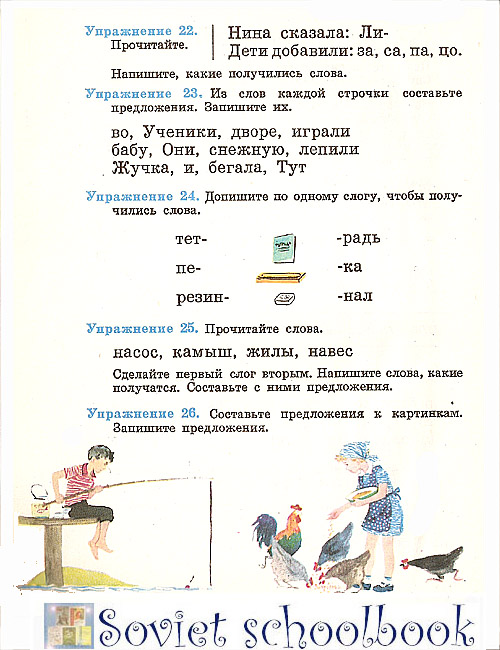 Упражнение 22.
Прочитайте.
Нина сказала: Ли-
Дети добавили: за, са, па, цо.
Напишите, какие получились слова.
Упражнение 23. Из слов каждой строчки составьте
предложения. Запишите их.
во, Ученики, дворе, играли
бабу, Они, снежную, лепили
Жучка, и, бегала, Тут
Упражнение 24. Допишите по одному слогу, чтобы полу-
чились слова.
тет- -радь
пе- -ка
резин- -нал
Упражнение 25. Прочитайте слова.
насос, камыш, жилы, навес
Сделайте первый слог вторым. Напишите слова, какие
получатся. Составьте с ними предложения.
Упражнение 26. Составьте предложения к картинкам.
Запишите предложения.
Soviet schoolbook